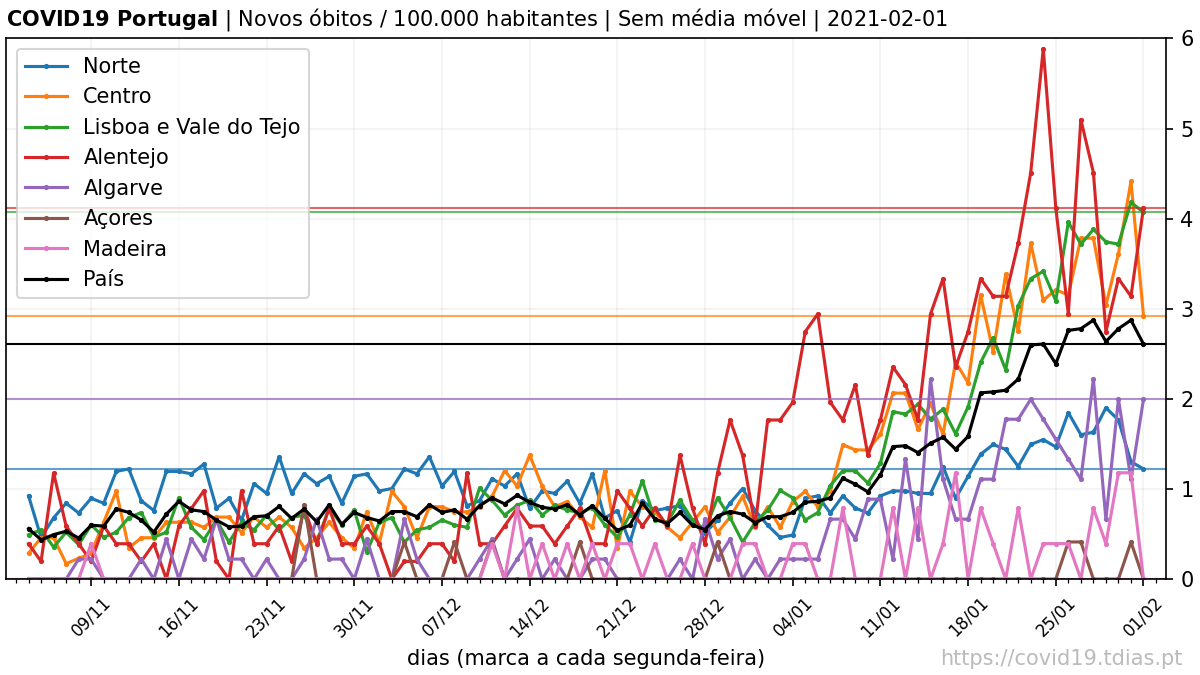 COVID19 Portugal | Novos óbitos / 100.000 habitantes | Sem média móvel | 2021-02-01
Norte
Centro
Lisboa e Vale do Tejo
Alentejo
Algarve
Açores
Madeira
País
6
5
4
3
2
1
0
09/11 16/11 23/11 30/11 07/12 14/12 21/12 28/12 04/01 11/01 18/01 25/01 01/02
dias (marca a cada segunda-feira)
https://covid19.tdias.pt